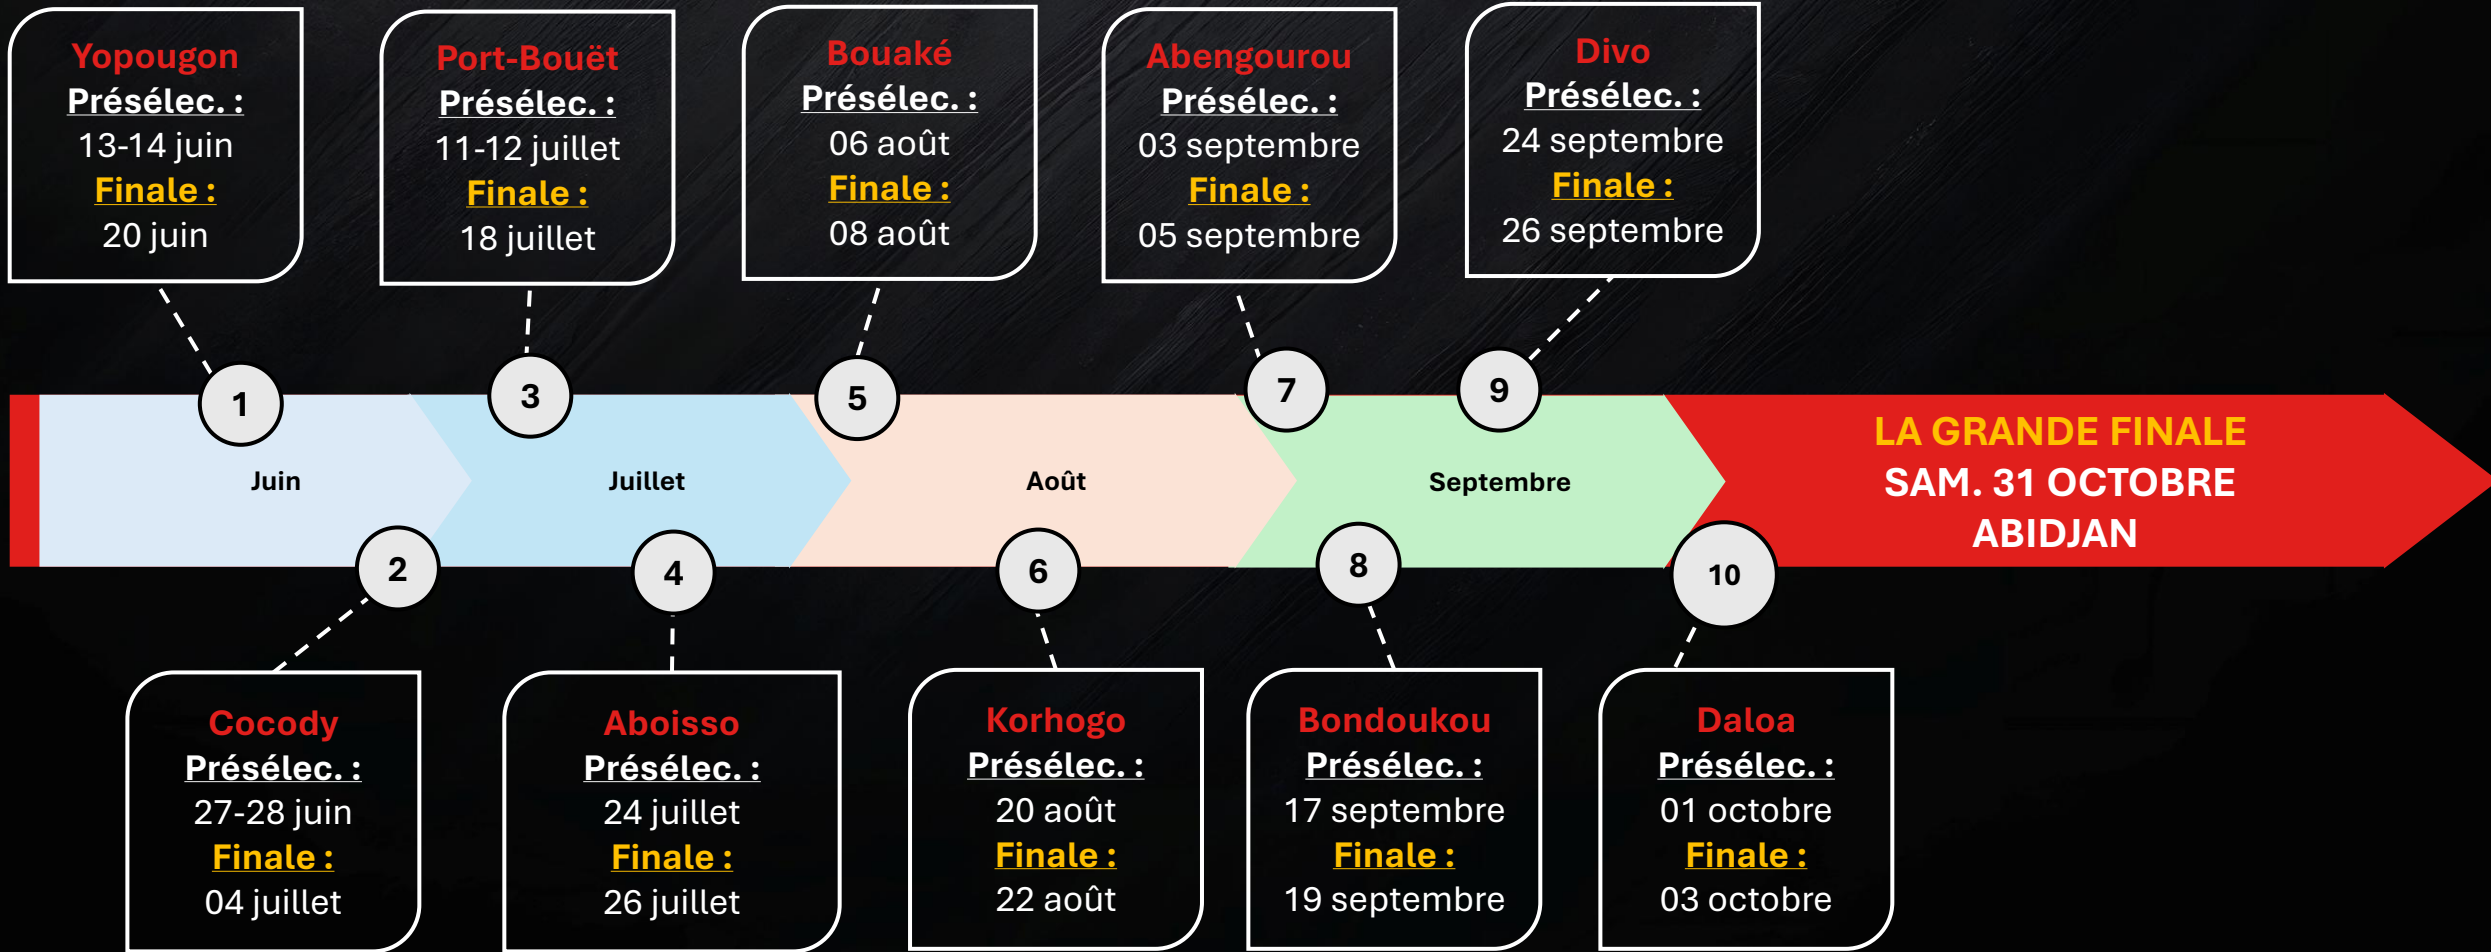 Yopougon
Présélec. :
13-14 juin
Finale :
20 juin
Port-Bouët
Présélec. :
11-12 juillet
Finale :
18 juillet
Bouaké
Présélec. :
06 août
Finale :
08 août
Abengourou
Présélec. :
03 septembre
Finale :
05 septembre
Divo
Présélec. :
24 septembre
Finale :
26 septembre
1
3
5
7
9
Juin
Juillet
Août
Septembre
LA GRANDE FINALE
SAM. 31 OCTOBRE
ABIDJAN
2
4
6
8
10
Cocody
Présélec. :
27-28 juin
Finale :
04 juillet
Aboisso
Présélec. :
24 juillet
Finale :
26 juillet
Korhogo
Présélec. :
20 août
Finale :
22 août
Bondoukou
Présélec. :
17 septembre
Finale :
19 septembre
Daloa
Présélec. :
01 octobre
Finale :
03 octobre